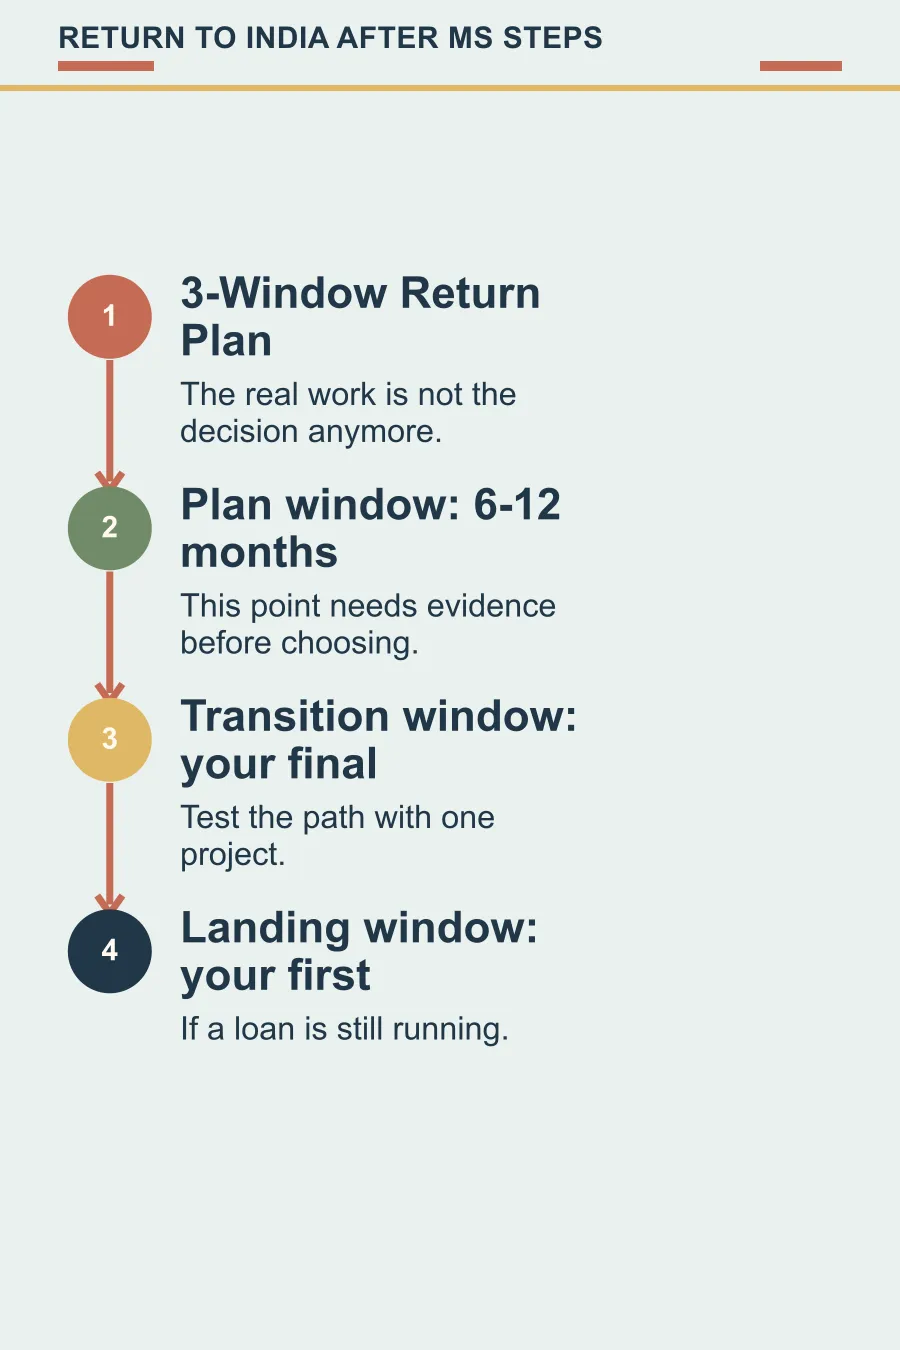 RETURN TO INDIA AFTER MS STEPS
1
3-Window Return
Plan
The real work is not the
decision anymore.
2
Plan window: 6-12
months
This point needs evidence
before choosing.
3
Transition window:
your final
Test the path with one
project.
4
Landing window:
your first
If a loan is still running.